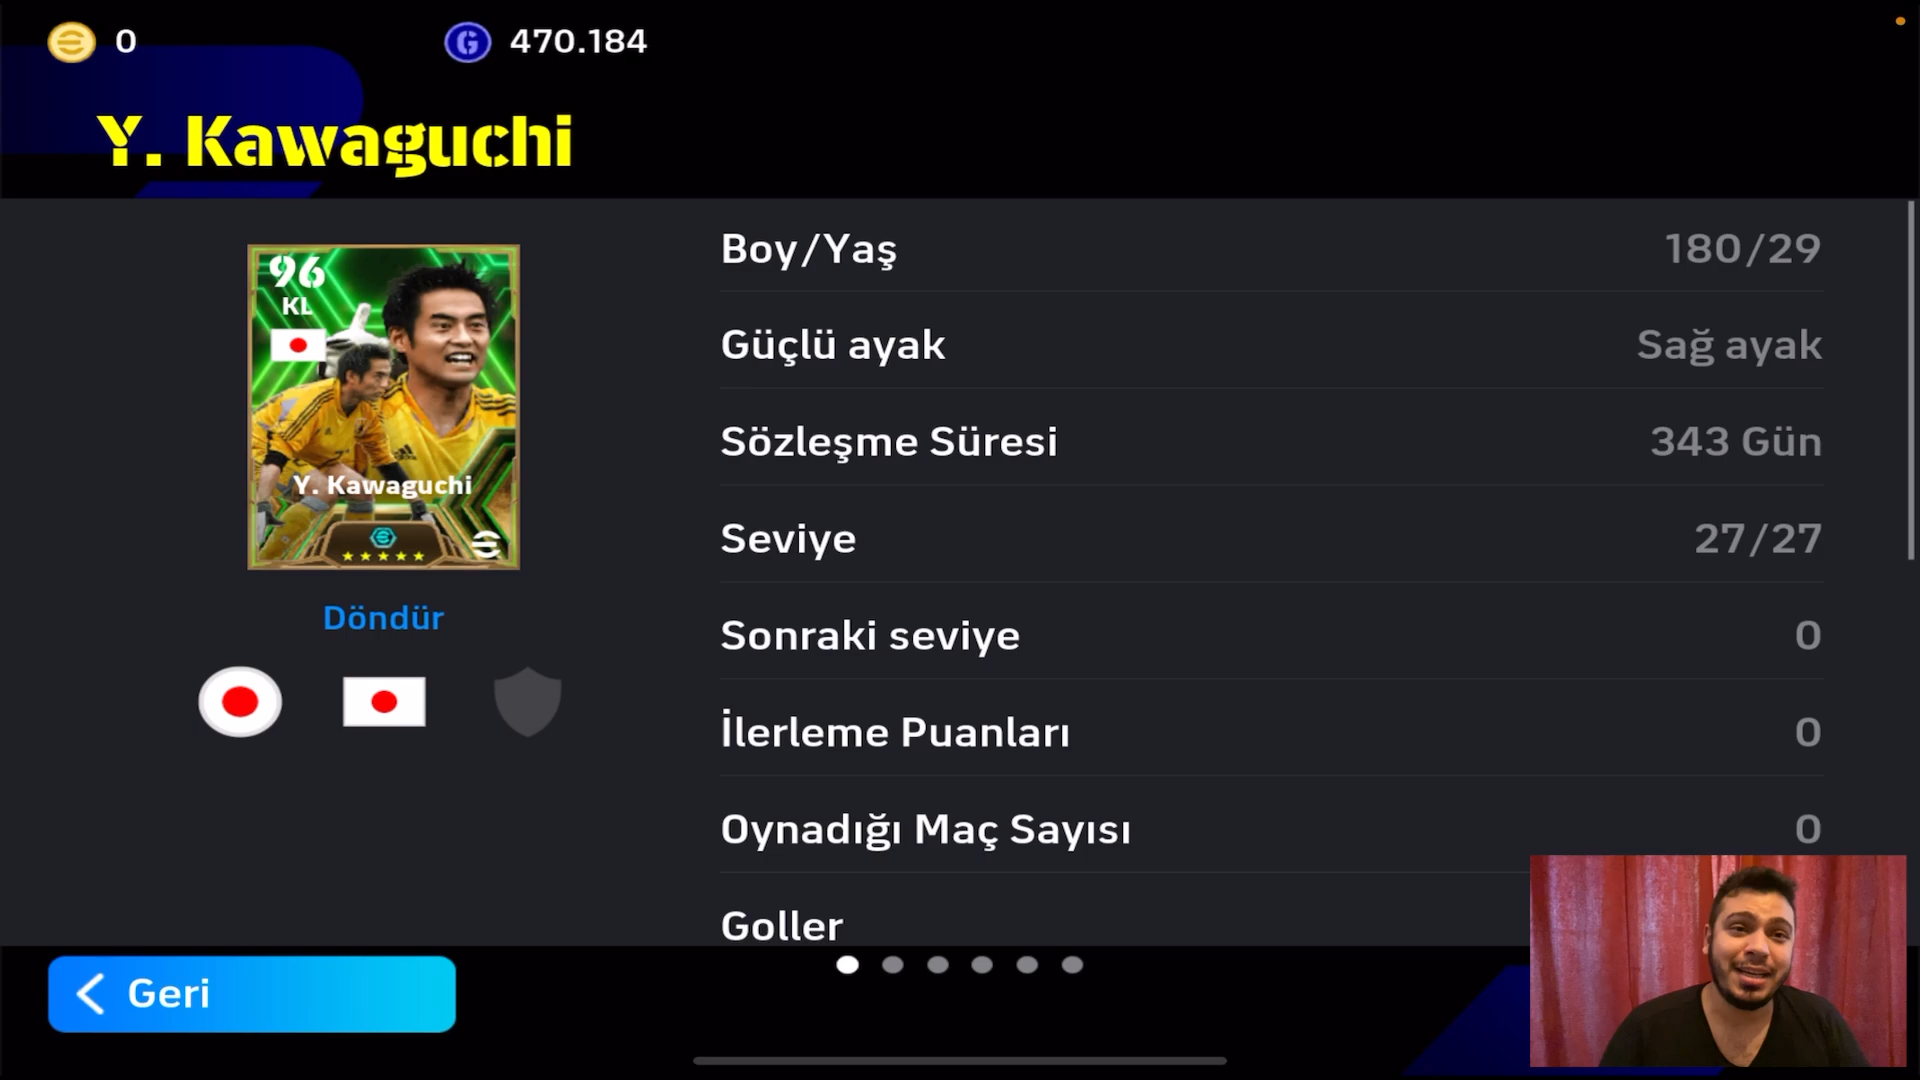 0
470.184
Y. Kawaguchi
96
KL
Y. Kawaguchi
Döndür
Boy/Yaş 180/29
Güçlü ayak Sağ ayak
Sözleşme Süresi 343 Gün
Seviye 27/27
Sonraki seviye 0
İlerleme Puanları 0
Oynadığı Maç Sayısı 0
Goller
Geri